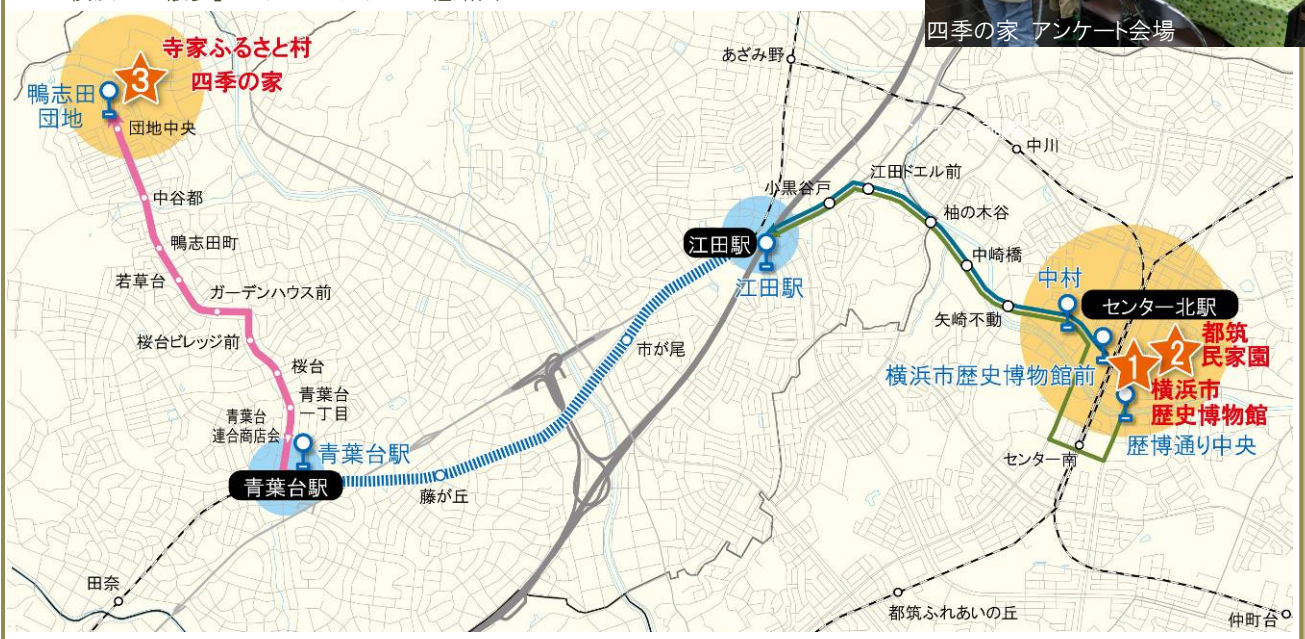 四季の家 アンケート会場
寺家ふるさと村
四季の家
3
鴨志田
団地
団地中央
中谷都
鴨志田町
若草台
ガーデンハウス前
桜台ビレッジ前
桜台
青葉台
一丁目
青葉台
連合商店会
青葉台駅
青葉台駅
田奈
藤が丘
市が尾
あざみ野
江田駅
江田駅
小黒谷戸
江田ドエル前
中川
柚の木谷
中崎橋
矢崎不動
中村
センター北駅
横浜市歴史博物館前
1
2
都筑
民家園
横浜市
歴史博物館
歴博通り中央
センター南
都筑ふれあいの丘
仲町台